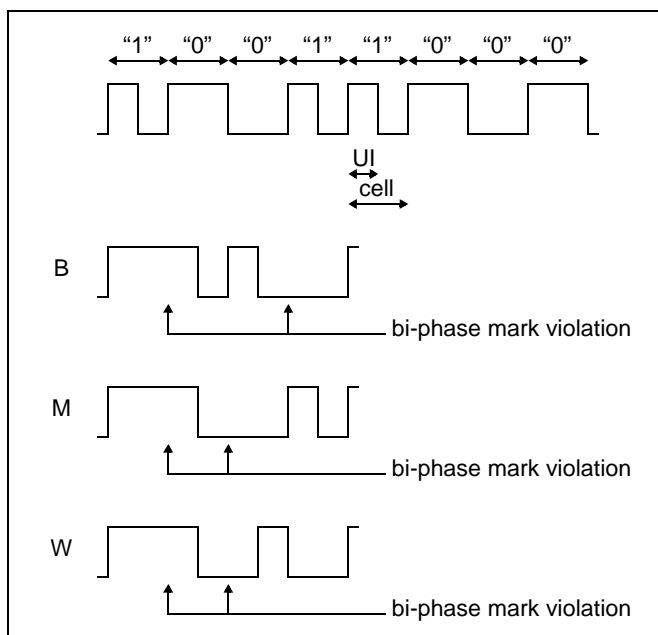 “1” “0” “0” “1” “1” “0” “0” “0”
UI
cell
B
bi-phase mark violation
M
bi-phase mark violation
W
bi-phase mark violation